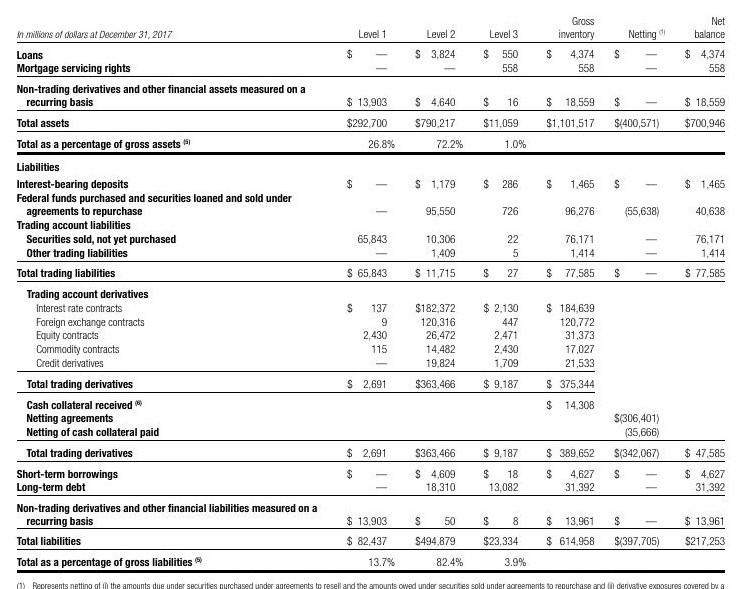 Gross Net
In millions of dollars at December 31, 2017 Level 1 Level 2 Level 3 inventory Netting (1) balance
Loans $ — $ 3,824 $ 550 $ 4,374 $ — $ 4,374
Mortgage servicing rights — — 558 558 — 558
Non-trading derivatives and other financial assets measured on a
recurring basis $ 13,903 $ 4,640 $ 16 $ 18,559 $ — $ 18,559
Total assets $292,700 $790,217 $11,059 $1,101,517 $(400,571) $700,946
Total as a percentage of gross assets (5) 26.8% 72.2% 1.0%
Liabilities
Interest-bearing deposits $ — $ 1,179 $ 286 $ 1,465 $ — $ 1,465
Federal funds purchased and securities loaned and sold under
agreements to repurchase — 95,550 726 96,276 (55,638) 40,638
Trading account liabilities
Securities sold, not yet purchased 65,843 10,306 22 76,171 — 76,171
Other trading liabilities — 1,409 5 1,414 — 1,414
Total trading liabilities $ 65,843 $ 11,715 $ 27 $ 77,585 $ — $ 77,585
Trading account derivatives
Interest rate contracts $ 137 $182,372 $ 2,130 $ 184,639
Foreign exchange contracts 9 120,316 447 120,772
Equity contracts 2,430 26,472 2,471 31,373
Commodity contracts 115 14,482 2,430 17,027
Credit derivatives — 19,824 1,709 21,533
Total trading derivatives $ 2,691 $363,466 $ 9,187 $ 375,344
Cash collateral received (6) $ 14,308
Netting agreements $(306,401)
Netting of cash collateral paid (35,666)
Total trading derivatives $ 2,691 $363,466 $ 9,187 $ 389,652 $(342,067) $ 47,585
Short-term borrowings $ — $ 4,609 $ 18 $ 4,627 $ — $ 4,627
Long-term debt — 18,310 13,082 31,392 — 31,392
Non-trading derivatives and other financial liabilities measured on a
recurring basis $ 13,903 $ 50 $ 8 $ 13,961 $ — $ 13,961
Total liabilities $ 82,437 $494,879 $23,334 $ 614,958 $(397,705) $217,253
Total as a percentage of gross liabilities (5) 13.7% 82.4% 3.9%
(1) Represents netting of (i) the amounts due under securities purchased under agreements to resell and the amounts owed under securities sold under agreements to repurchase and (ii) derivative exposures covered by a